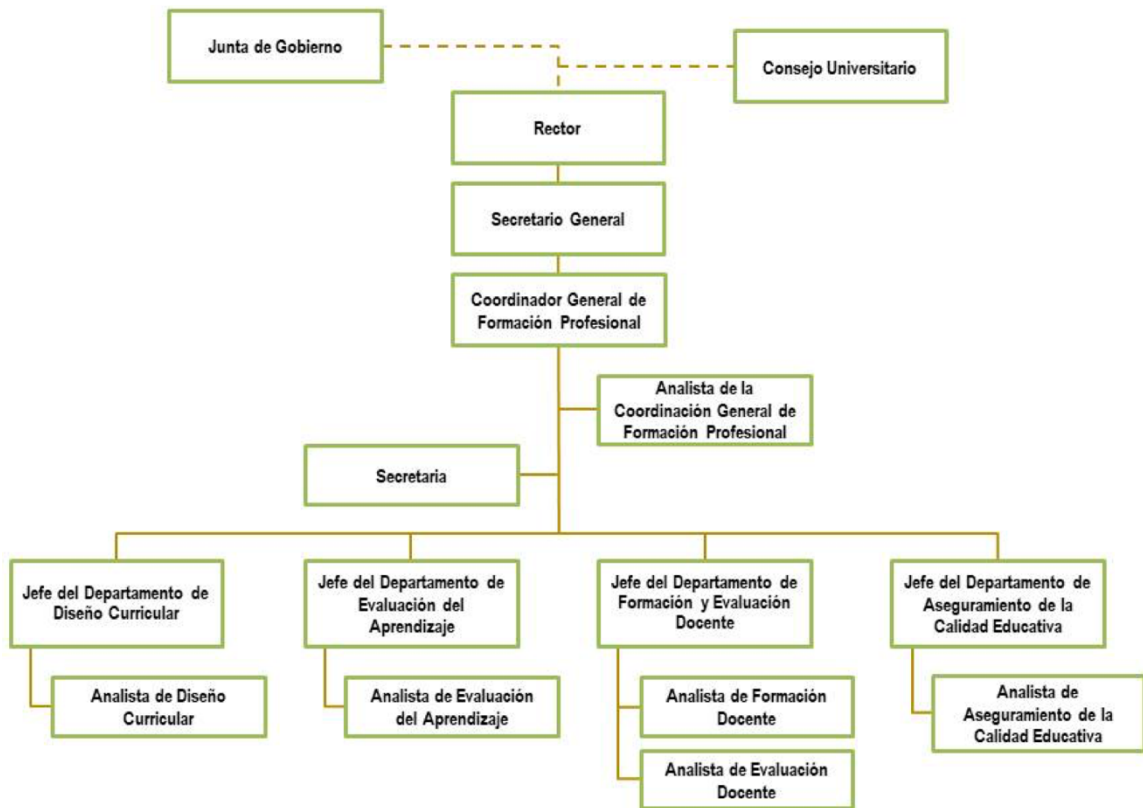 Junta de Gobierno
Consejo Universitario
Rector
Secretario General
Coordinador General de
Formación Profesional
Analista de la
Coordinación General de
Formación Profesional
Secretaria
Jefe del Departamento de
Diseño Curricular
Jefe del Departamento de
Evaluación del
Aprendizaje
Jefe del Departamento de
Formación y Evaluación
Docente
Jefe del Departamento de
Aseguramiento de la
Calidad Educativa
Analista de Diseño
Curricular
Analista de Evaluación
del Aprendizaje
Analista de Formación
Docente
Analista de
Aseguramiento de la
Calidad Educativa
Analista de Evaluación
Docente